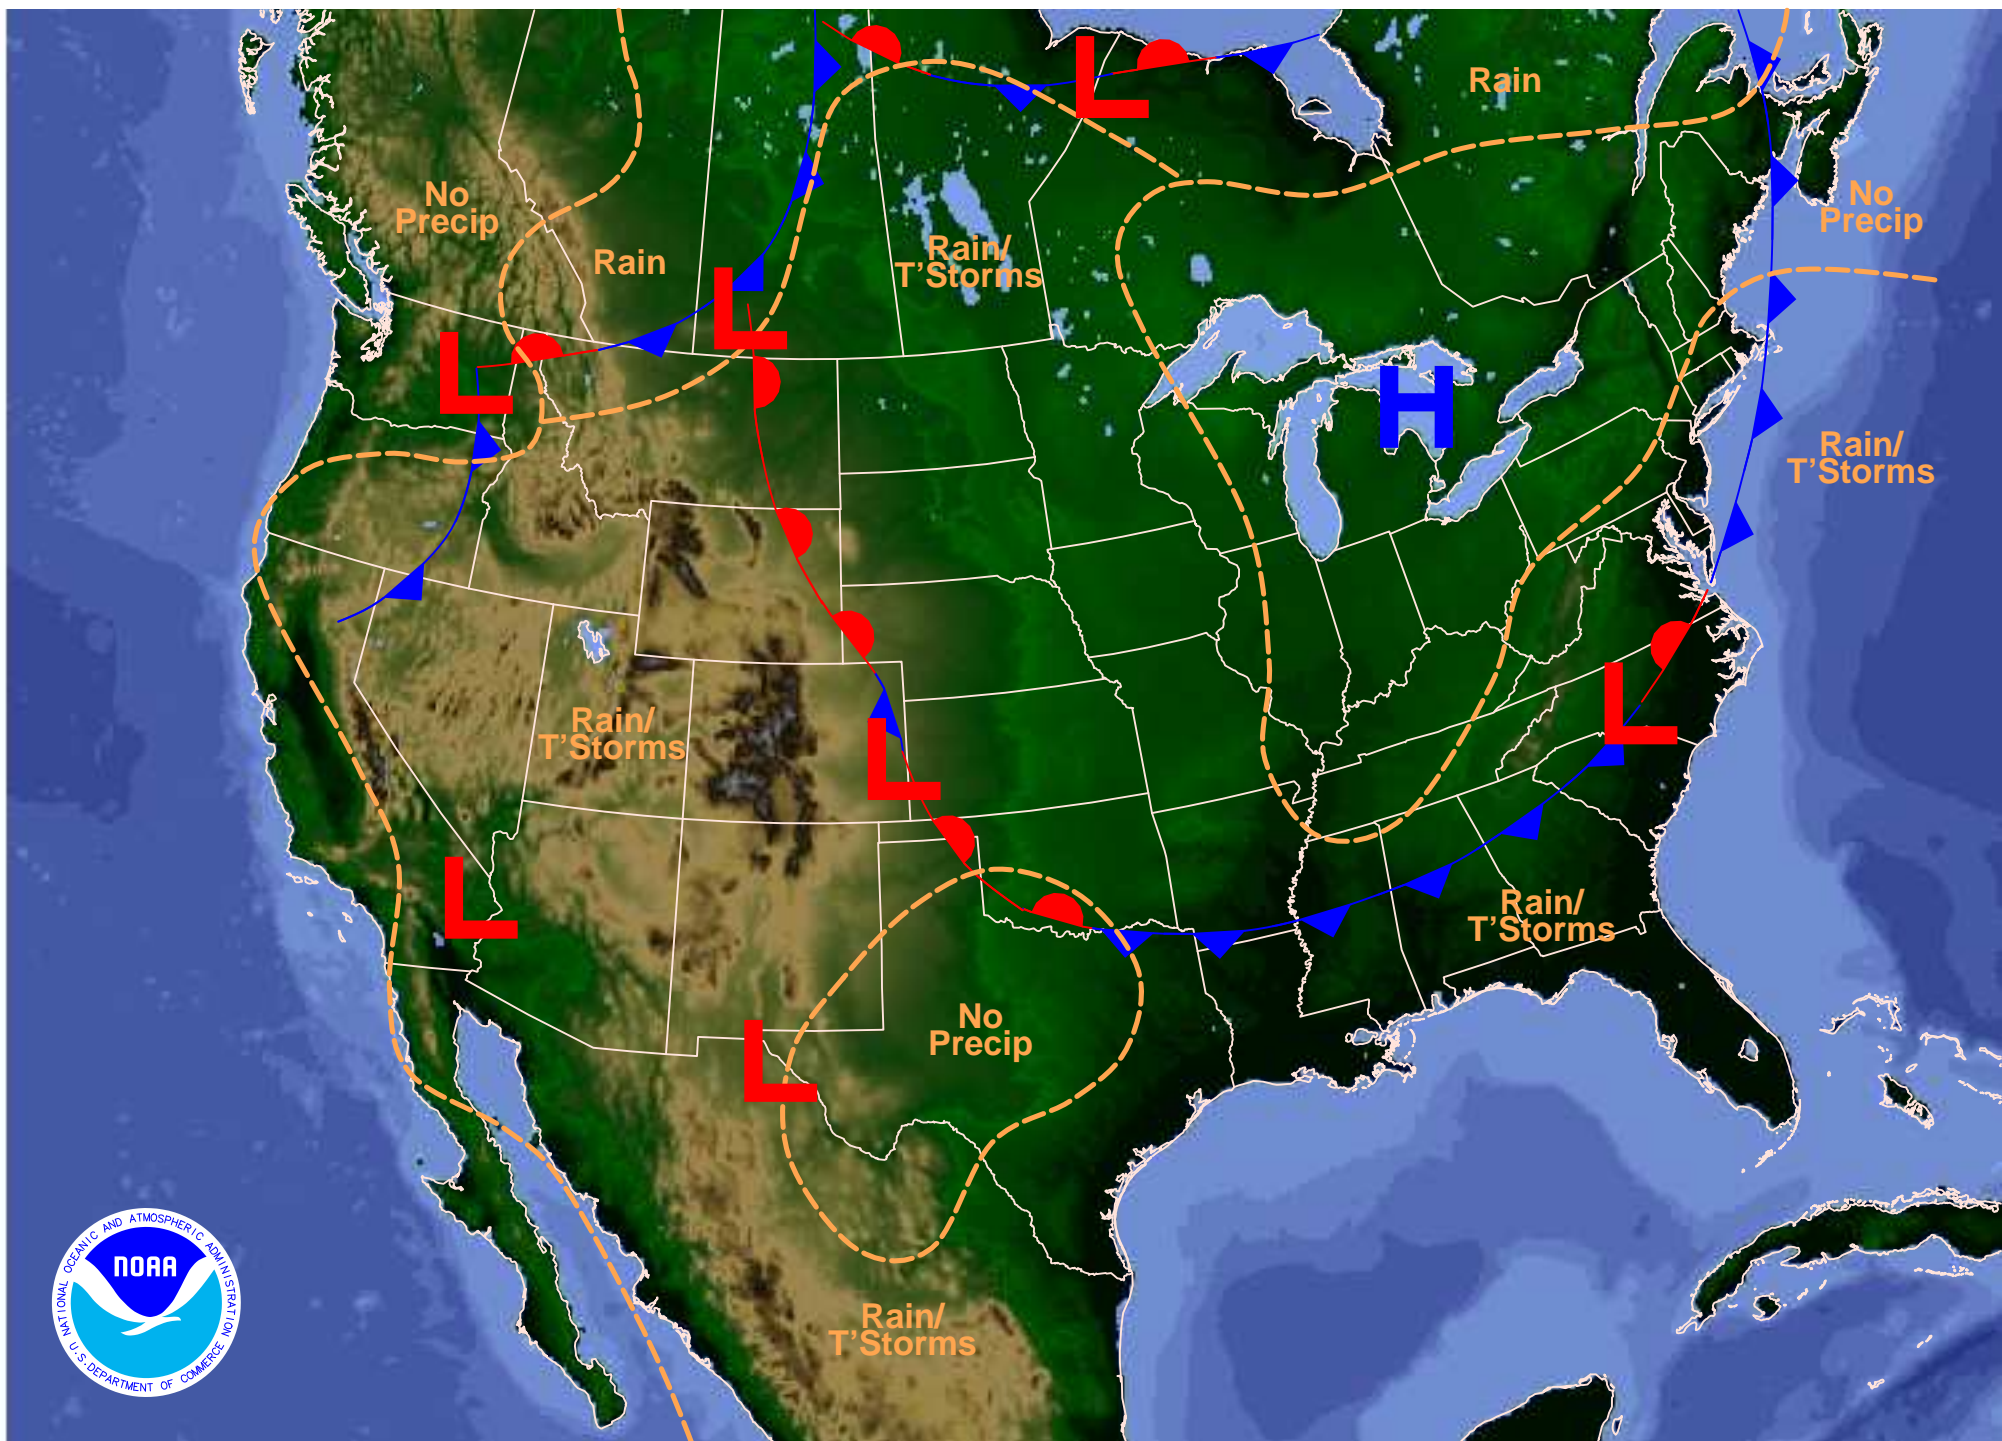 L
Rain
No
Precip
No
Precip
Rain
Rain/
T'Storms
L
L
H
Rain/
T'Storms
L
Rain/
T'Storms
L
L
Rain/
T'Storms
No
Precip
L
NATIONAL OCEANIC AND ATMOSPHERIC ADMINISTRATION
NOAA
U.S. DEPARTMENT OF COMMERCE
Rain/
T'Storms